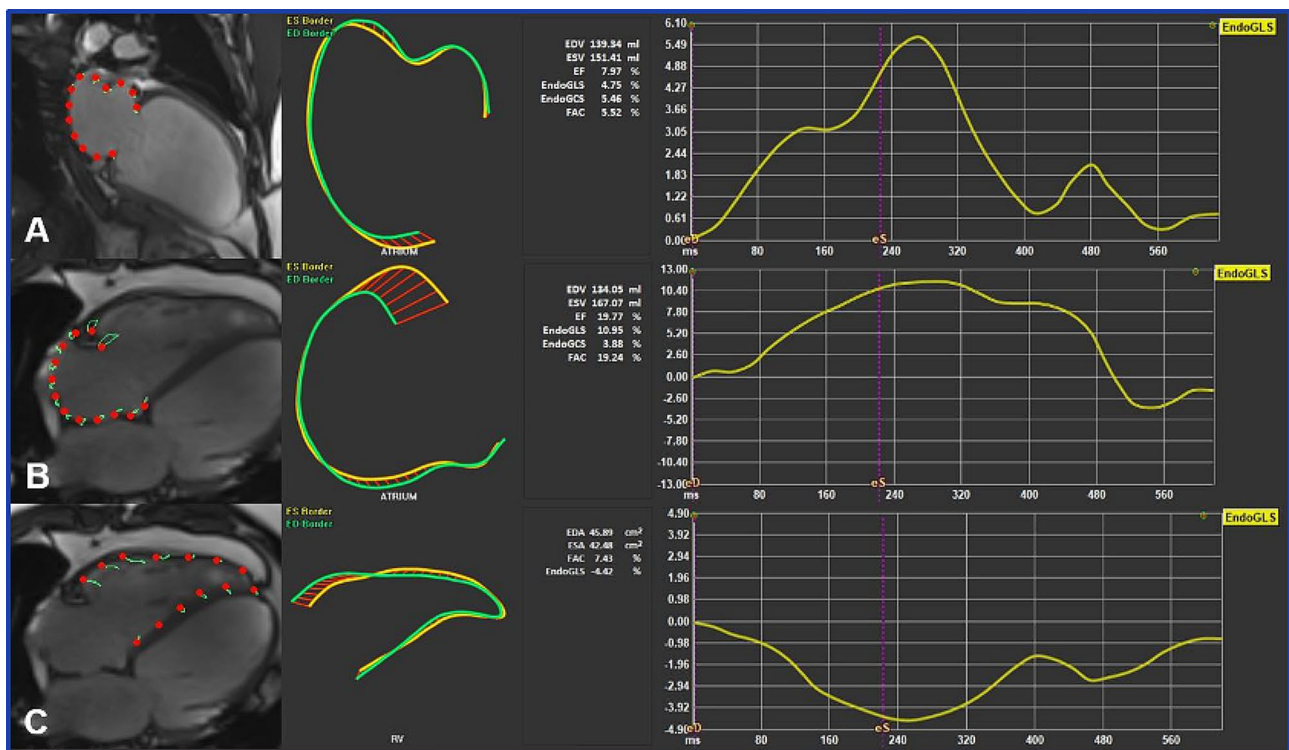 A
ES Border
ED Border
ATRIUM
EDV 139.34 ml
ESV 151.41 ml
EF 7.97 %
EndoGLS 4.75 %
EndoGCS 5.46 %
FAC 5.52 %
EndoGLS
6.10
5.49
4.88
4.27
3.66
3.05
2.44
1.83
1.22
0.61
0.00
eD
eS
ms 80 160 240 320 400 480 560
B
ES Border
ED Border
ATRIUM
EDV 134.05 ml
ESV 167.07 ml
EF 19.77 %
EndoGLS 10.95 %
EndoGCS 3.88 %
FAC 19.24 %
EndoGLS
13.00
10.40
7.80
5.20
2.60
0.00
-2.60
-5.20
-7.80
-10.40
-13.00
eD
eS
ms 80 160 240 320 400 480 560
C
ES Border
ED Border
RV
EDA 45.89 cm2
ESA 42.48 cm2
FAC 7.43 %
EndoGLS -4.42 %
EndoGLS
4.90
3.92
2.94
1.96
0.98
0.00
-0.98
-1.96
-2.94
-3.92
-4.90
eD
eS
ms 80 160 240 320 400 480 560